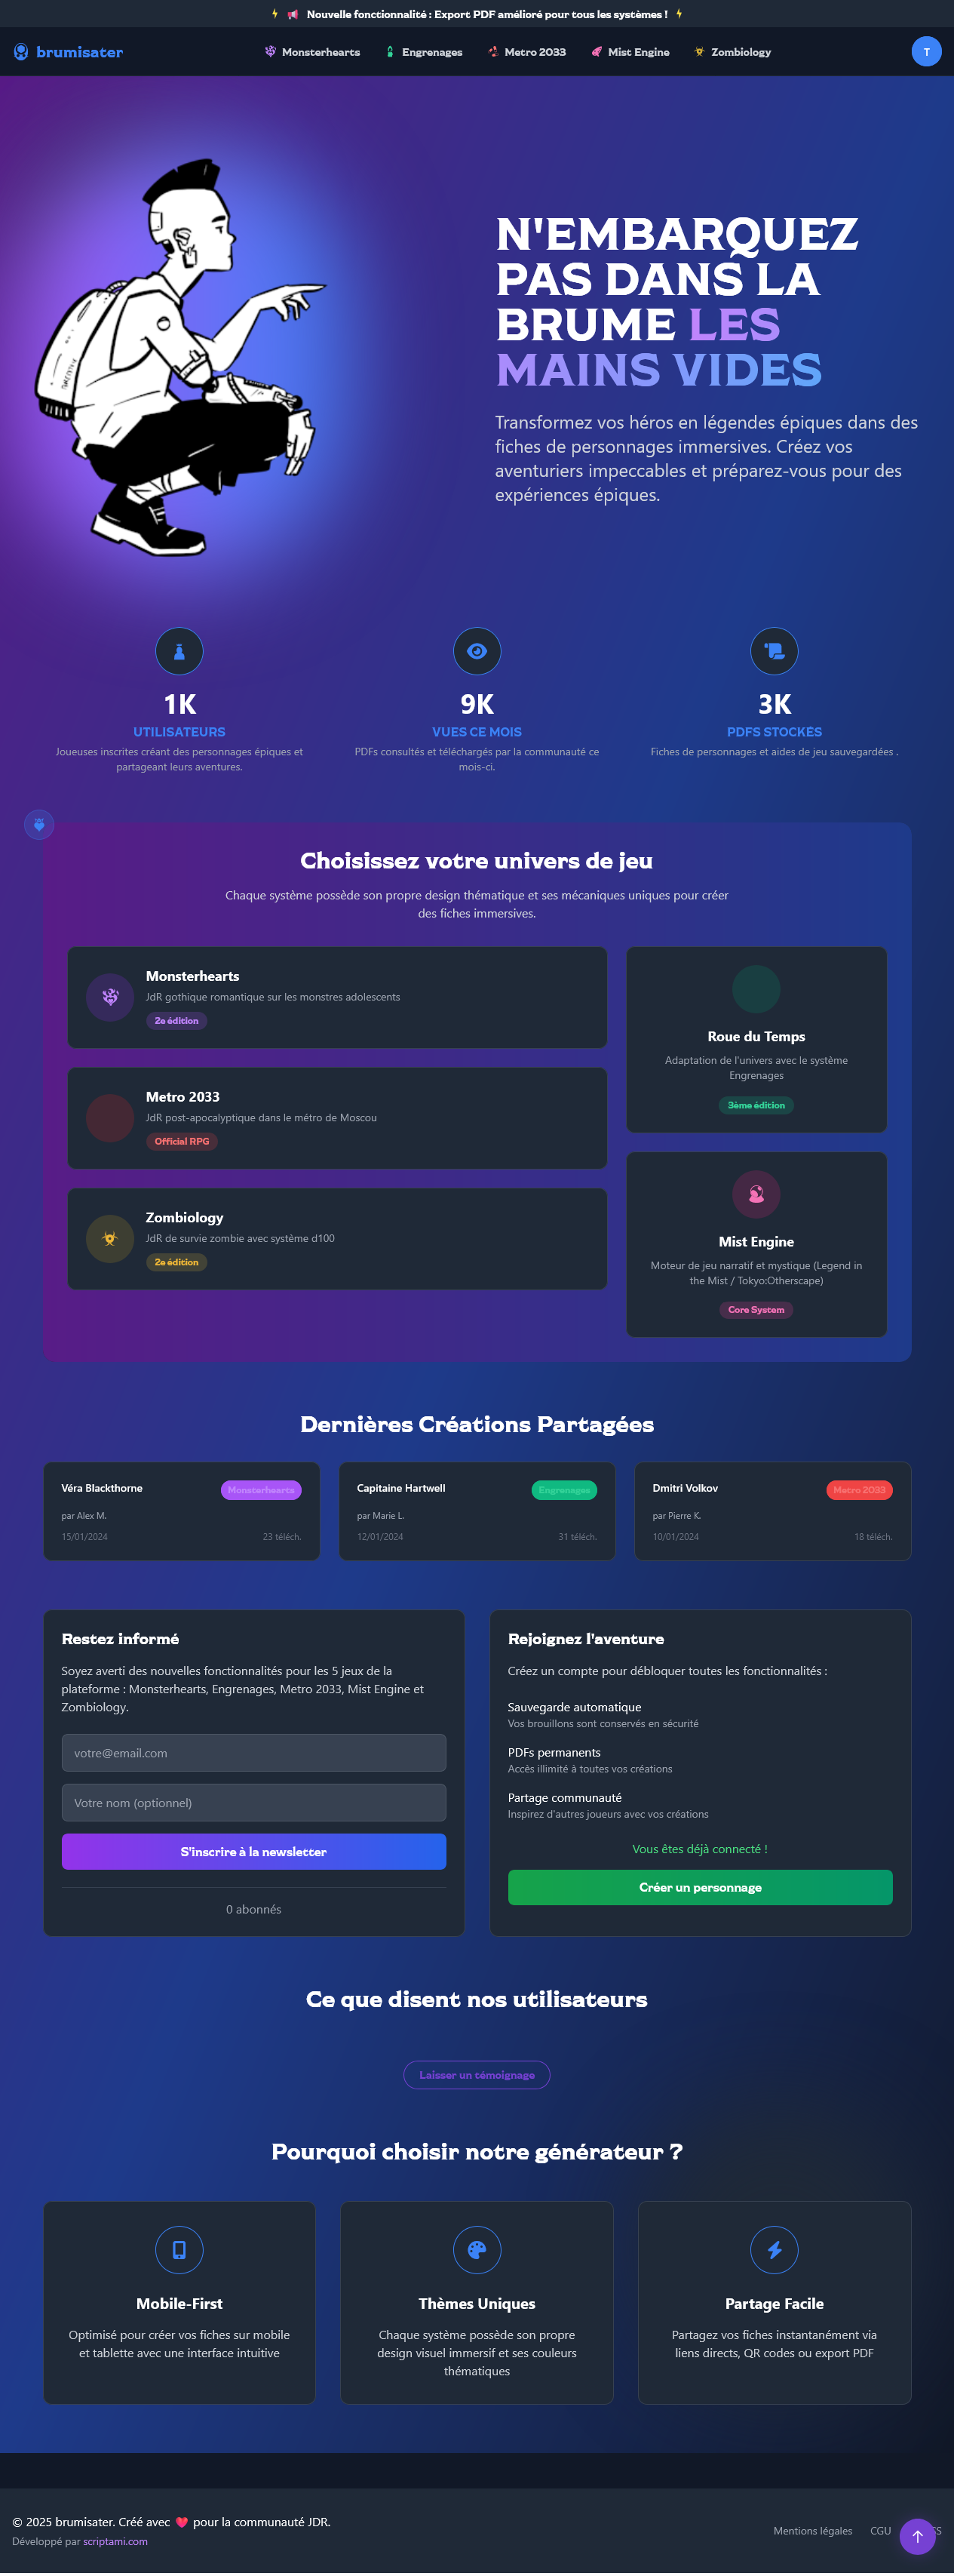 Nouvelle fonctionnalité : Export PDF amélioré pour tous les systèmes !
brumisater
Monsterhearts
Engrenages
Metro 2033
Mist Engine
Zombiology
T
N'EMBARQUEZ
PAS DANS LA
BRUME LES
MAINS VIDES
Transformez vos héros en légendes épiques dans des
fiches de personnages immersives. Créez vos
aventuriers impeccables et préparez-vous pour des
expériences épiques.
1K
UTILISATEURS
Joueuses inscrites créant des personnages épiques et
partageant leurs aventures.
9K
VUES CE MOIS
PDFs consultés et téléchargés par la communauté ce
mois-ci.
3K
PDFS STOCKÉS
Fiches de personnages et aides de jeu sauvegardées .
Choisissez votre univers de jeu
Chaque système possède son propre design thématique et ses mécaniques uniques pour créer
des fiches immersives.
Monsterhearts
JdR gothique romantique sur les monstres adolescents
2e édition
Metro 2033
JdR post-apocalyptique dans le métro de Moscou
Official RPG
Zombiology
JdR de survie zombie avec système d100
2e édition
Roue du Temps
Adaptation de l'univers avec le système
Engrenages
3ème édition
Mist Engine
Moteur de jeu narratif et mystique (Legend in
the Mist / Tokyo:Otherscape)
Core System
Dernières Créations Partagées
Véra Blackthorne
Monsterhearts
par Alex M.
15/01/2024
23 téléch.
Capitaine Hartwell
Engrenages
par Marie L.
12/01/2024
31 téléch.
Dmitri Volkov
Metro 2033
par Pierre K.
10/01/2024
18 téléch.
Restez informé
Soyez averti des nouvelles fonctionnalités pour les 5 jeux de la
plateforme : Monsterhearts, Engrenages, Metro 2033, Mist Engine et
Zombiology.
votre@email.com
Votre nom (optionnel)
S'inscrire à la newsletter
0 abonnés
Rejoignez l'aventure
Créez un compte pour débloquer toutes les fonctionnalités :
Sauvegarde automatique
Vos brouillons sont conservés en sécurité
PDFs permanents
Accès illimité à toutes vos créations
Partage communauté
Inspirez d'autres joueurs avec vos créations
Vous êtes déjà connecté !
Créer un personnage
Ce que disent nos utilisateurs
Laisser un témoignage
Pourquoi choisir notre générateur ?
Mobile-First
Optimisé pour créer vos fiches sur mobile
et tablette avec une interface intuitive
Thèmes Uniques
Chaque système possède son propre
design visuel immersif et ses couleurs
thématiques
Partage Facile
Partagez vos fiches instantanément via
liens directs, QR codes ou export PDF
© 2025 brumisater. Créé avec ❤️ pour la communauté JDR.
Développé par scriptami.com
Mentions légales
CGU